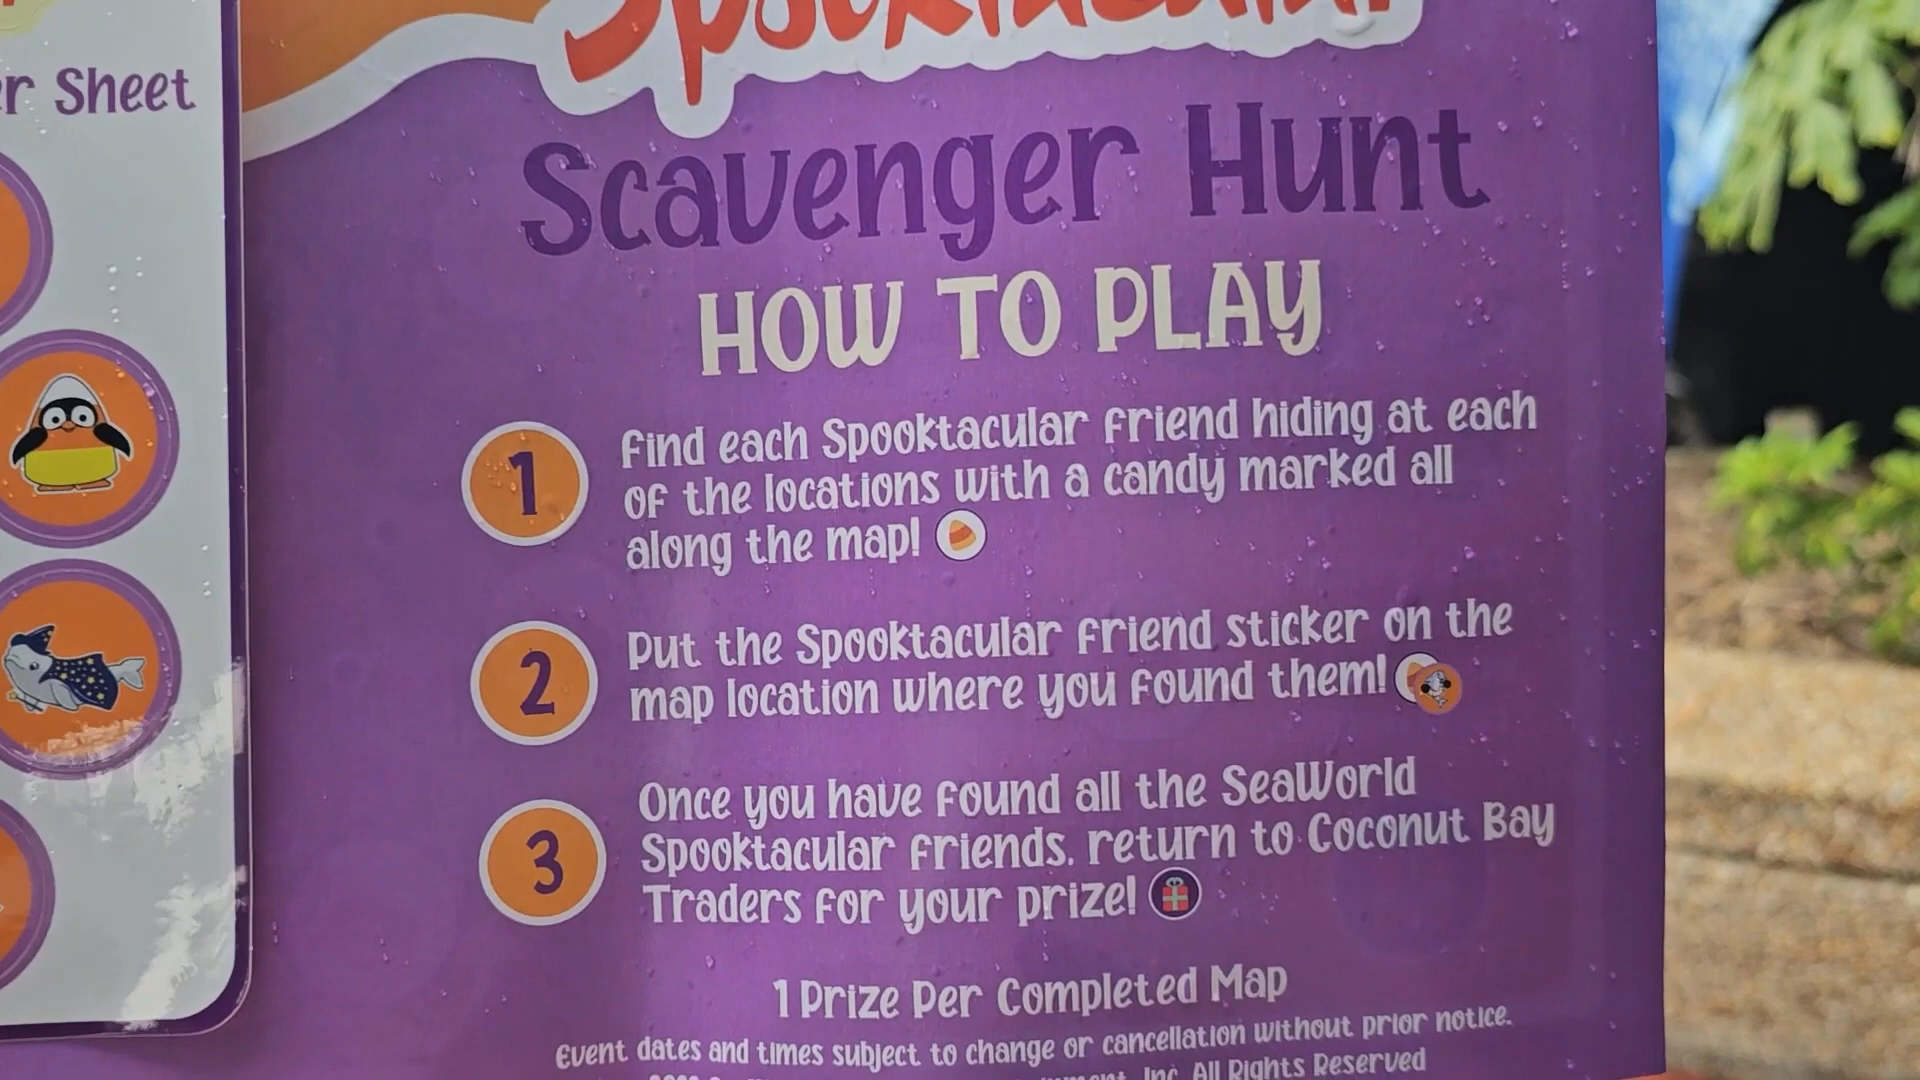 Spooktacular
Sheet
Scavenger Hunt
HOW TO PLAY
1
Find each Spooktacular Friend hiding at each
of the locations with a candy marked all
along the map!
2
Put the Spooktacular Friend sticker on the
map location where you found them!
3
Once you have found all the SeaWorld
Spooktacular Friends, return to Coconut Bay
Traders for your prize!
1 Prize Per Completed Map
Event dates and times subject to change or cancellation without prior notice.
Inc. All Rights Reserved